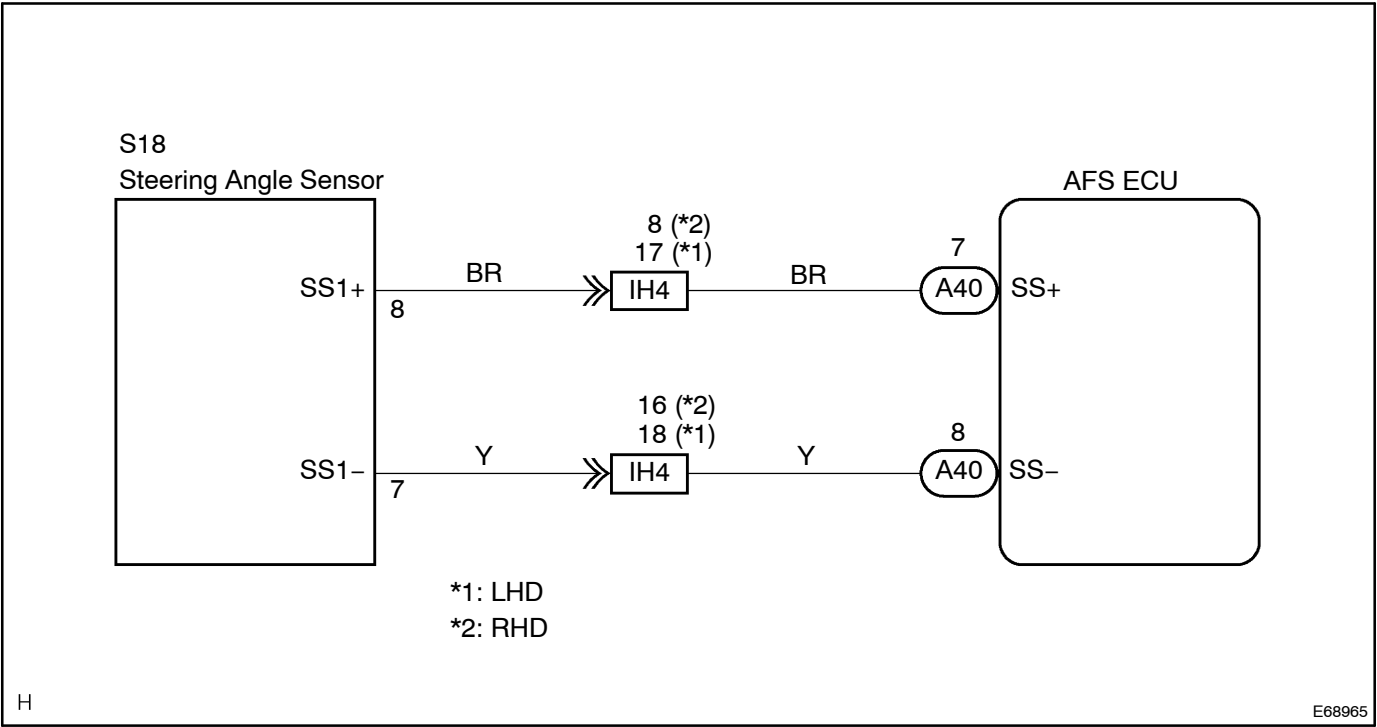 S18
Steering Angle Sensor
AFS ECU
8 (*2)
17 (*1)
7
SS1+
BR
IH4
BR
A40
SS+
8
16 (*2)
18 (*1)
8
SS1−
Y
IH4
Y
A40
SS−
7
*1: LHD
*2: RHD
H
E68965